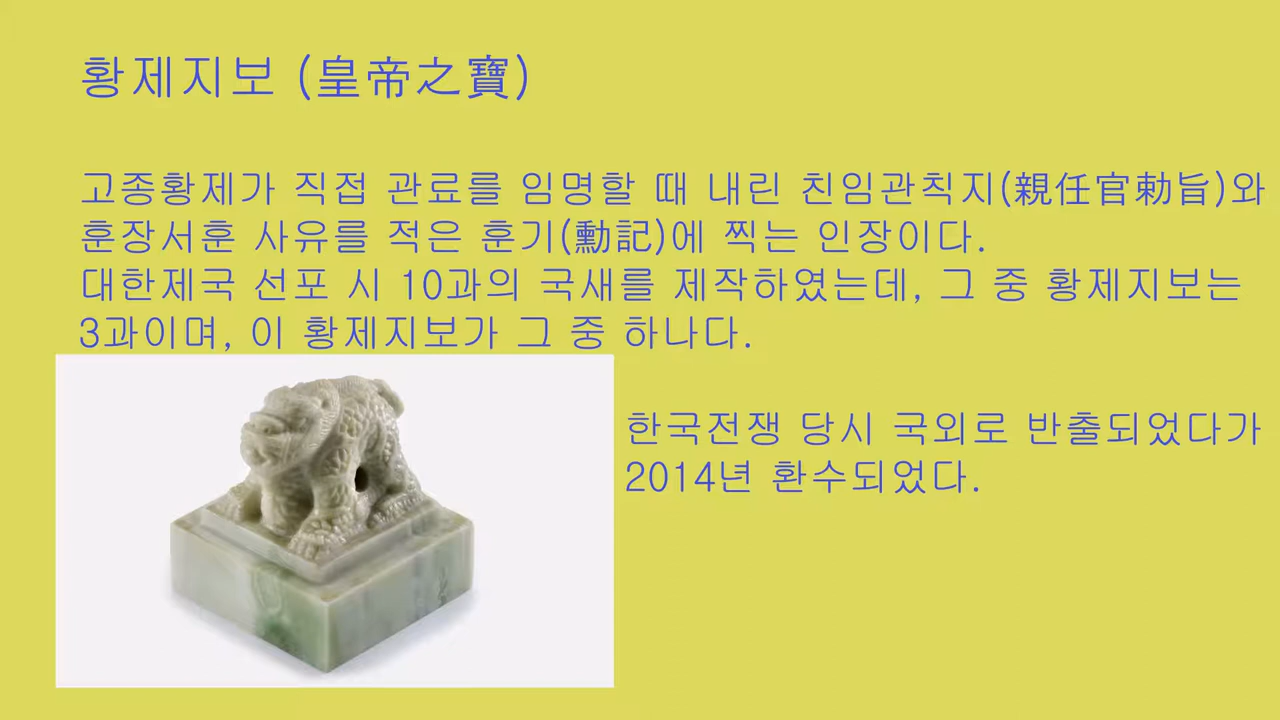 황제지보 (皇帝之寶)
고종황제가 직접 관료를 임명할 때 내린 친임관칙지(親任官勅旨)와
훈장서훈 사유를 적은 훈기(勳記)에 찍는 인장이다.
대한제국 선포 시 10과의 국새를 제작하였는데, 그 중 황제지보는
3과이며, 이 황제지보가 그 중 하나다.
한국전쟁 당시 국외로 반출되었다가
2014년 환수되었다.